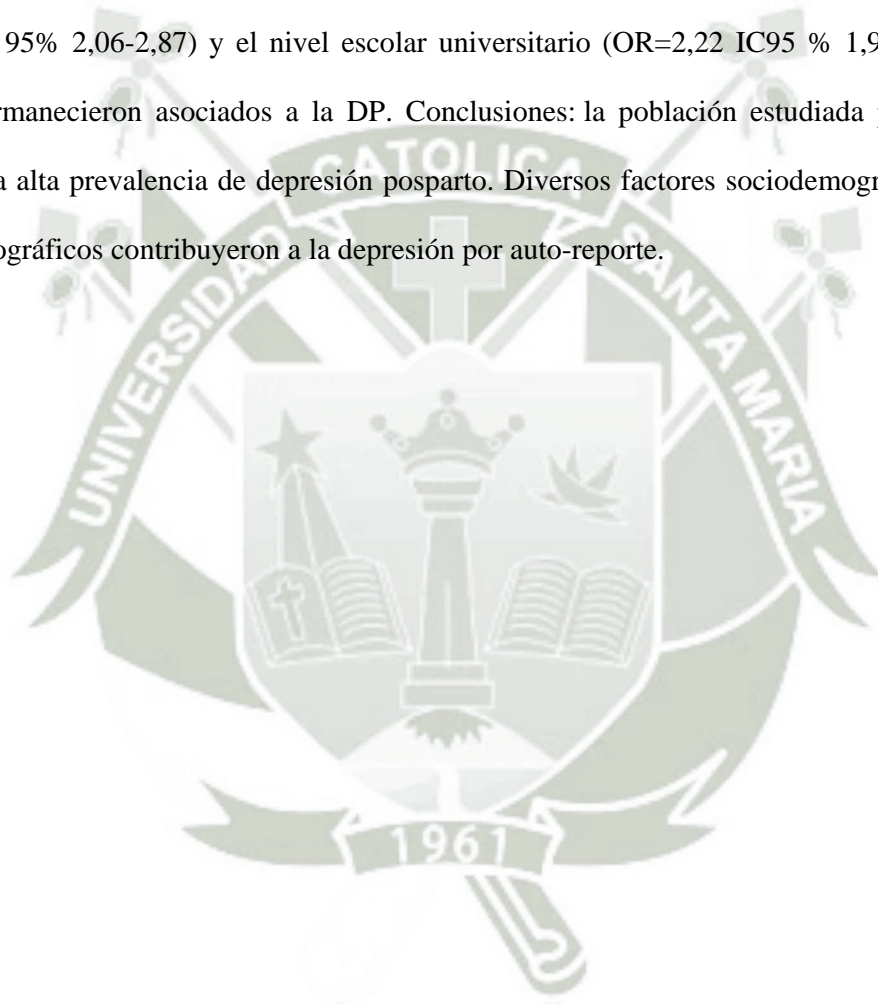 95% 2,06-2,87) y el nivel escolar universitario (OR=2,22 IC95 % 1,9
rmanecieron asociados a la DP. Conclusiones: la población estudiada
a alta prevalencia de depresión posparto. Diversos factores sociodemogr
ográficos contribuyeron a la depresión por auto-reporte.
UNIVERSIDAD CATOLICA SANTA MARIA
1961